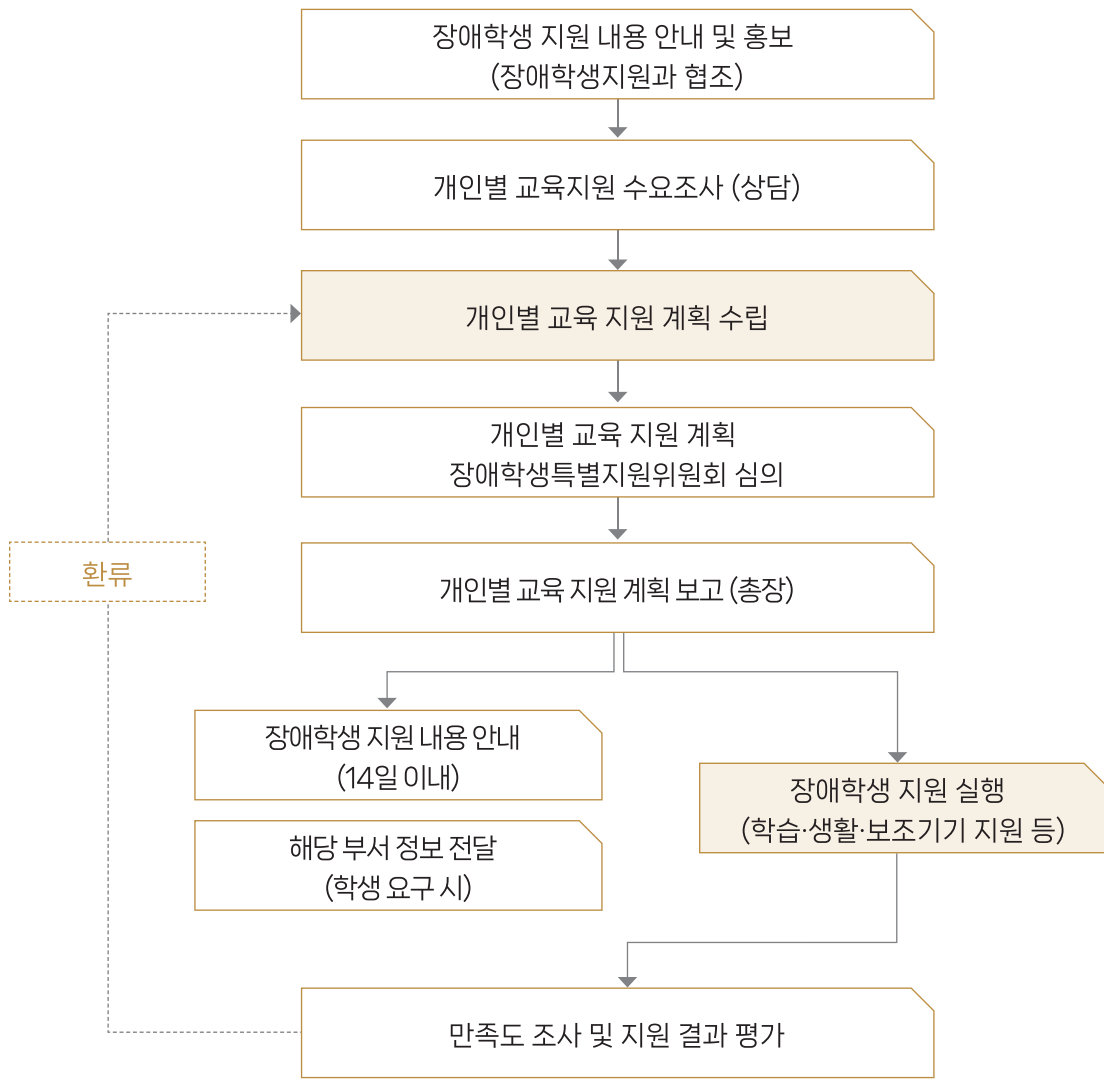 장애학생 지원 내용 안내 및 홍보
(장애학생지원과 협조)
개인별 교육지원 수요조사 (상담)
개인별 교육 지원 계획 수립
개인별 교육 지원 계획
장애학생특별지원위원회 심의
환류
개인별 교육 지원 계획 보고 (총장)
장애학생 지원 내용 안내
(14일 이내)
장애학생 지원 실행
(학습·생활·보조기기 지원 등)
해당 부서 정보 전달
(학생 요구 시)
만족도 조사 및 지원 결과 평가